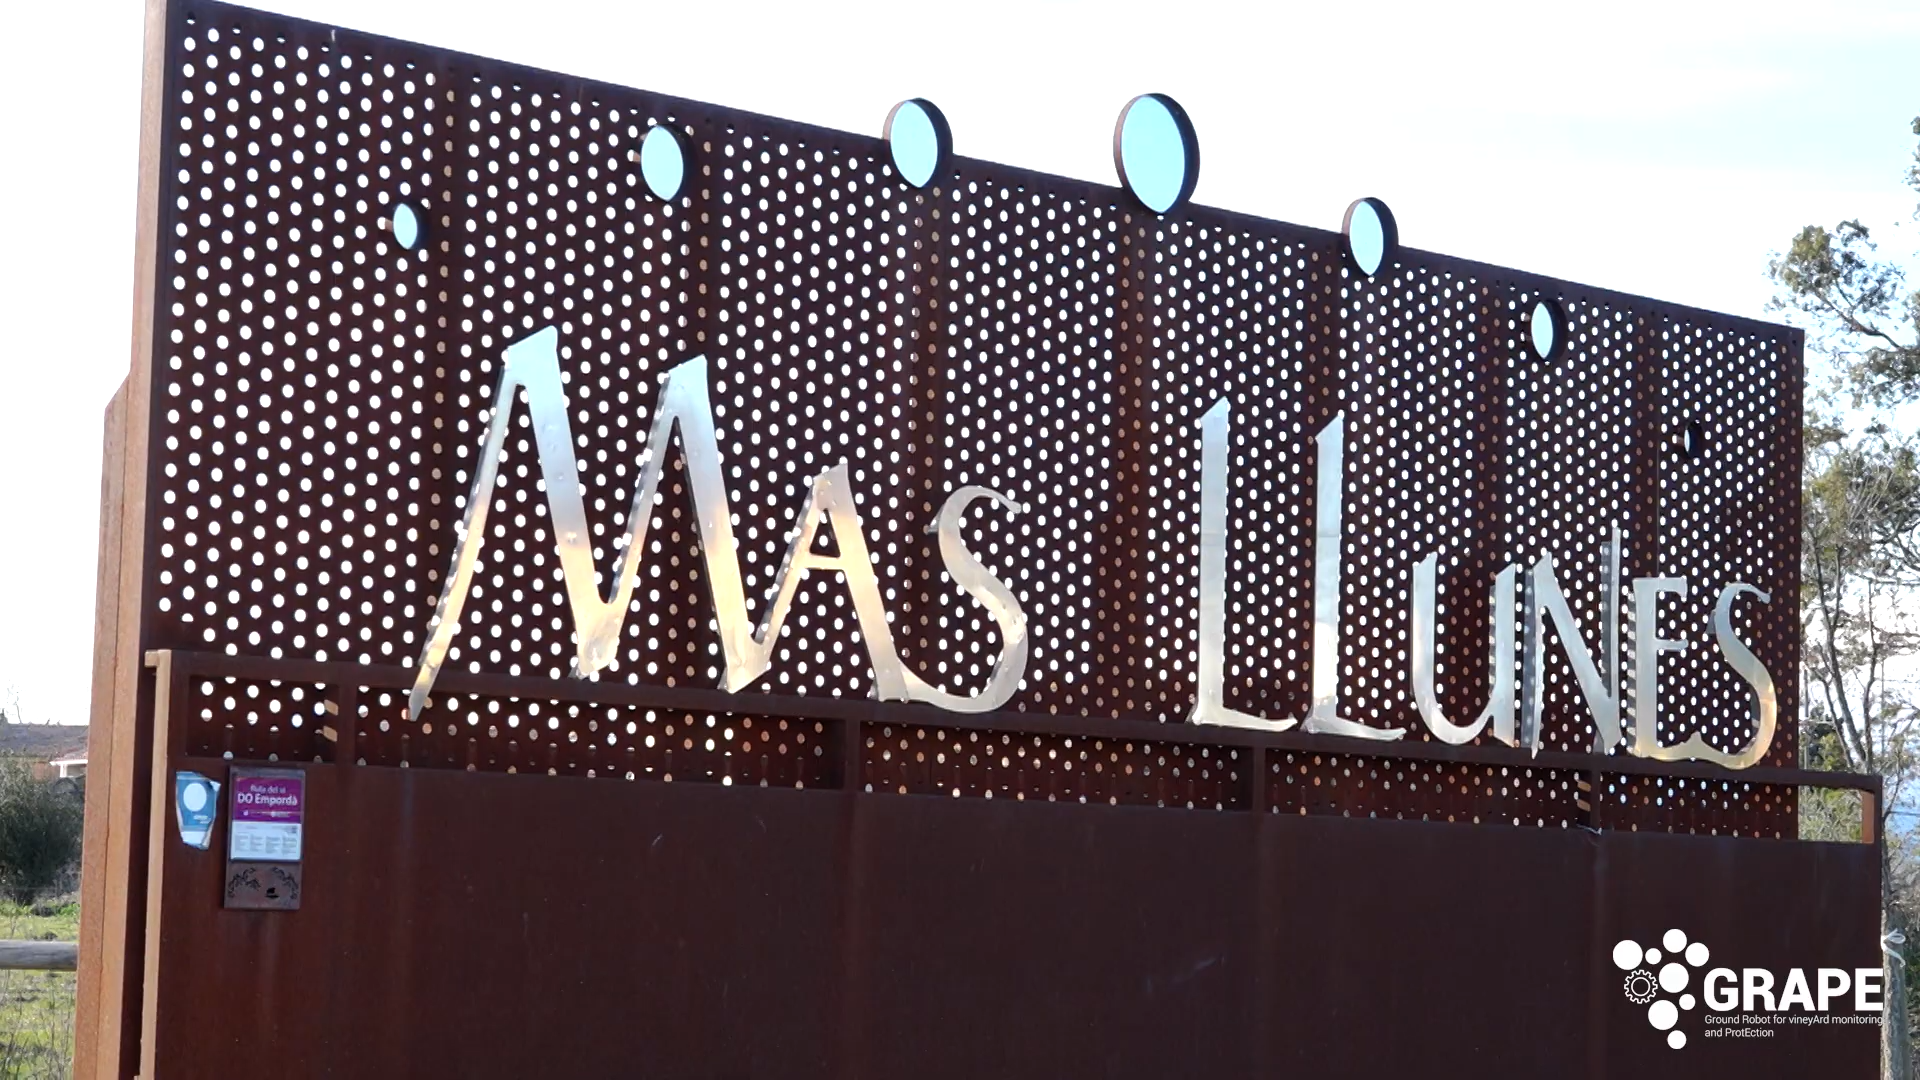 MAS LLUNES
Ruta del vi
DO Empordà
GRAPE
Ground Robot for vineyArd monitoring
and ProtEction